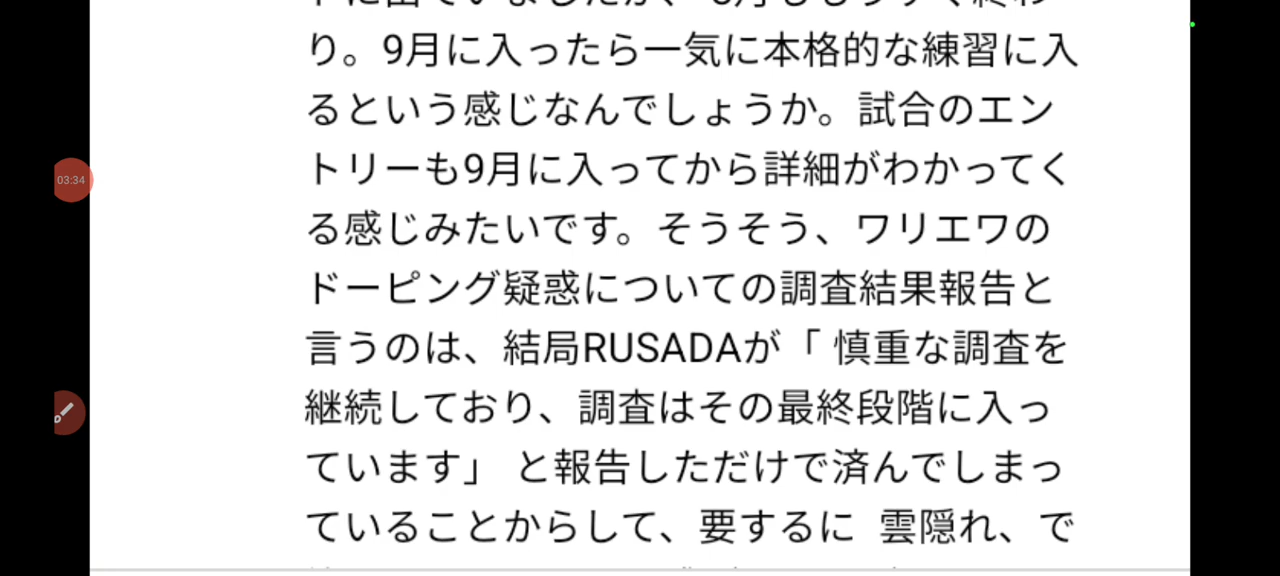 り。9月に入ったら一気に本格的な練習に入
るという感じなんでしょうか。試合のエン
トリーも9月に入ってから詳細がわかってく
る感じみたいです。そうそう、ワリエワの
ドーピング疑惑についての調査結果報告と
言うのは、結局RUSADAが「 慎重な調査を
継続しており、調査はその最終段階に入っ
ています」 と報告しただけで済んでしまっ
ていることからして、要するに 雲隠れ、で
03:34